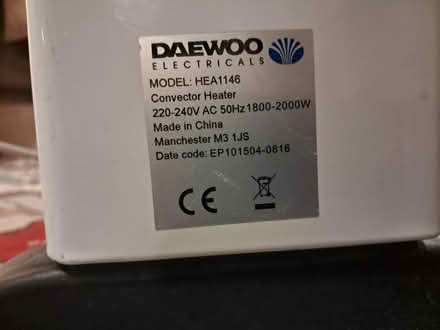 DAEWOO
ELECTRICALS
MODEL: HEA1146
Convector Heater
220-240V AC 50Hz1800-2000W
Made in China
Manchester M3 1JS
Date code: EP101504-0816
CE